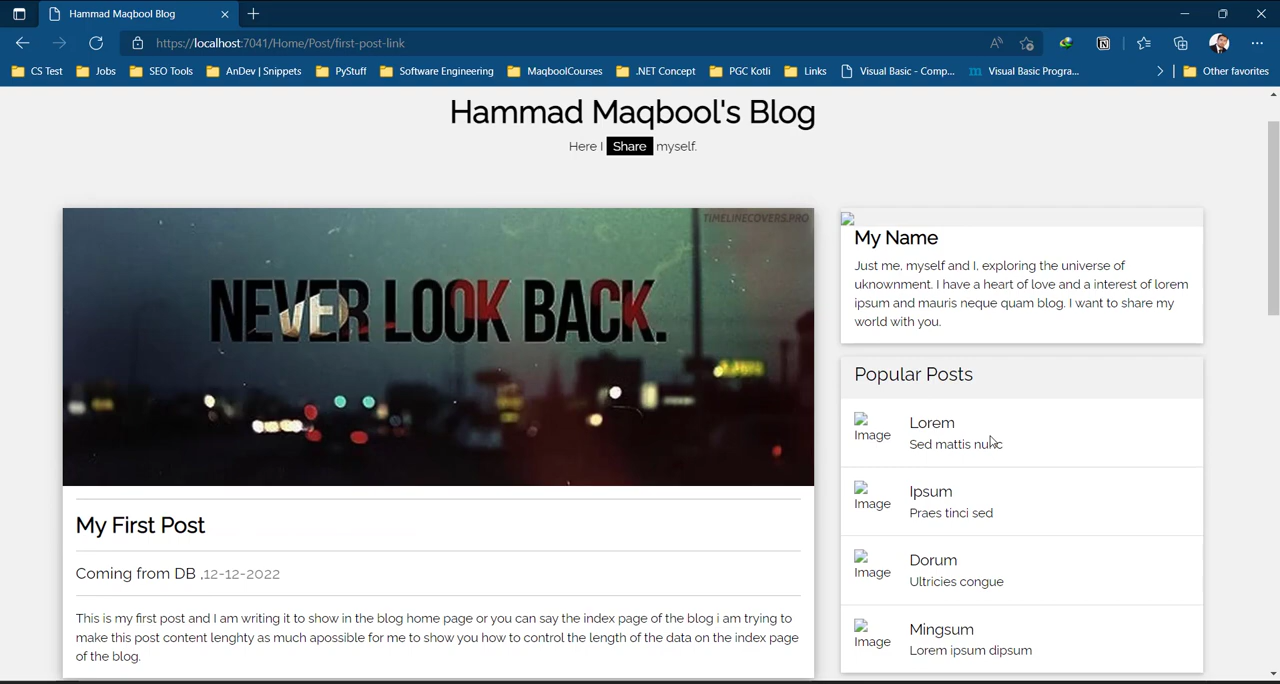 Hammad Maqbool Blog
https://localhost:7041/Home/Post/first-post-link
CS Test Jobs SEO Tools AnDev | Snippets PyStuff Software Engineering MaqboolCourses .NET Concept PGC Kotli Links Visual Basic - Comp... Visual Basic Progra... Other favorites
Hammad Maqbool's Blog
Here I Share myself.
TIMELINECOVERS.PRO
NEVER LOOK BACK.
My First Post
Coming from DB ,12-12-2022
This is my first post and I am writing it to show in the blog home page or you can say the index page of the blog i am trying to
make this post content lenghty as much apossible for me to show you how to control the length of the data on the index page
of the blog.
My Name
Just me, myself and I, exploring the universe of
uknownment. I have a heart of love and a interest of lorem
ipsum and mauris neque quam blog. I want to share my
world with you.
Popular Posts
Image
Lorem
Sed mattis nunc
Image
Ipsum
Praes tinci sed
Image
Dorum
Ultricies congue
Image
Mingsum
Lorem ipsum dipsum